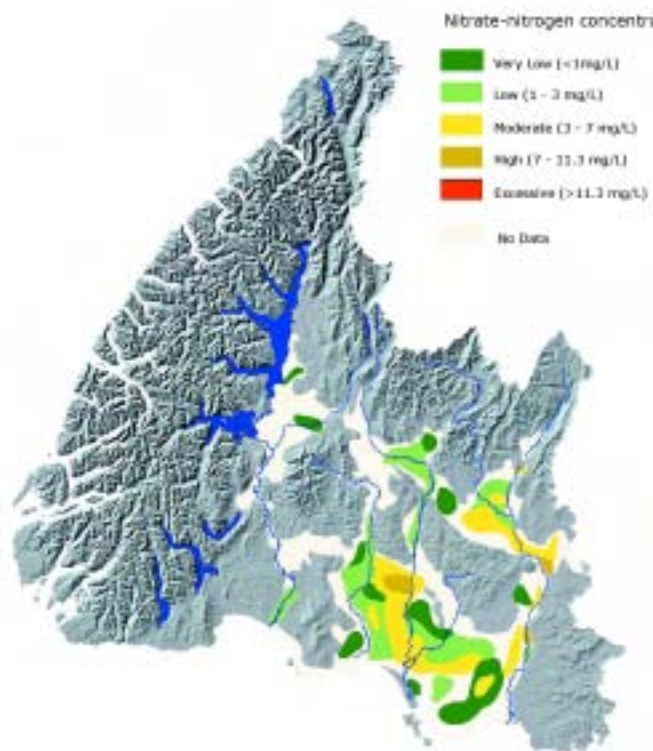 Nitrate-nitrogen concentra
Very Low (<1mg/L)
Low (1 - 3 mg/L)
Moderate (3 - 7 mg/L)
High (7 - 11.3 mg/L)
Excessive (>11.3 mg/L)
No Data